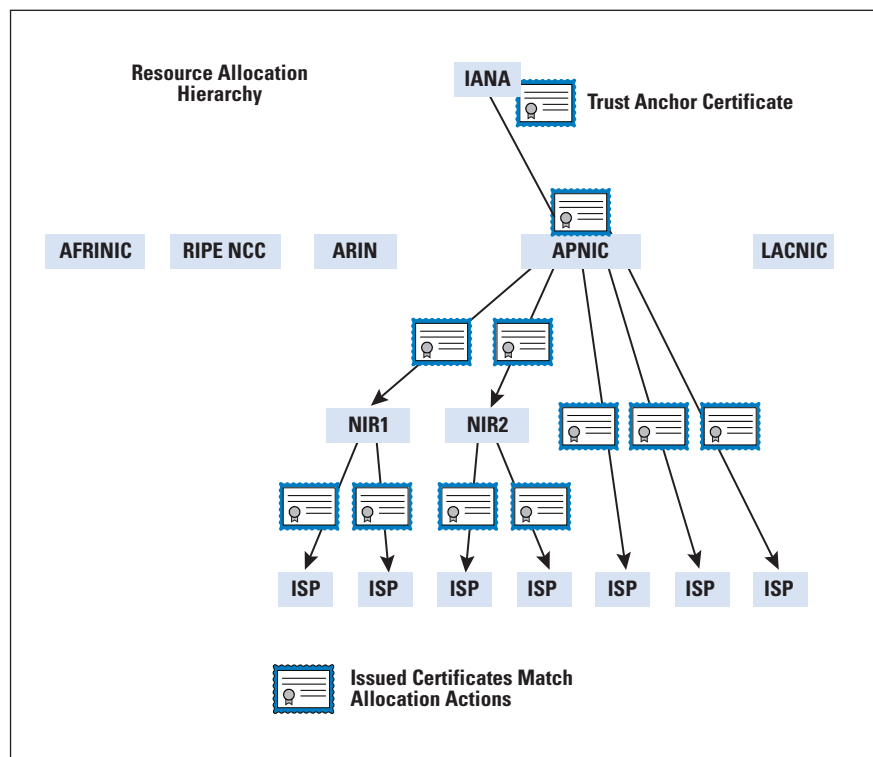 Resource Allocation
Hierarchy
IANA
Trust Anchor Certificate
AFRINIC
RIPE NCC
ARIN
APNIC
LACNIC
NIR1
NIR2
ISP
ISP
ISP
ISP
ISP
ISP
ISP
Issued Certificates Match
Allocation Actions